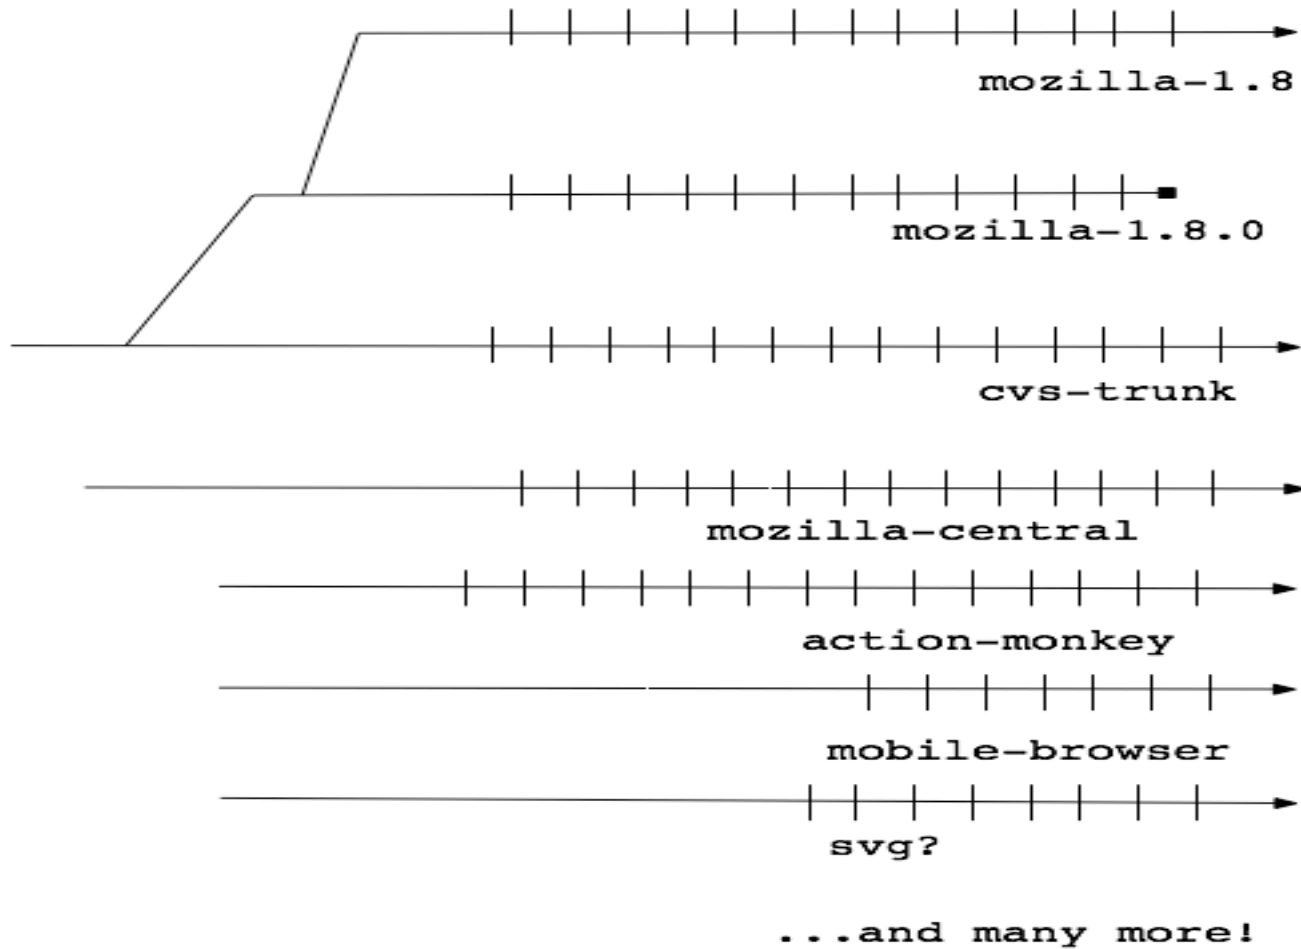 mozilla-1.8
mozilla-1.8.0
cvs-trunk
mozilla-central
action-monkey
mobile-browser
svg?
...and many more!